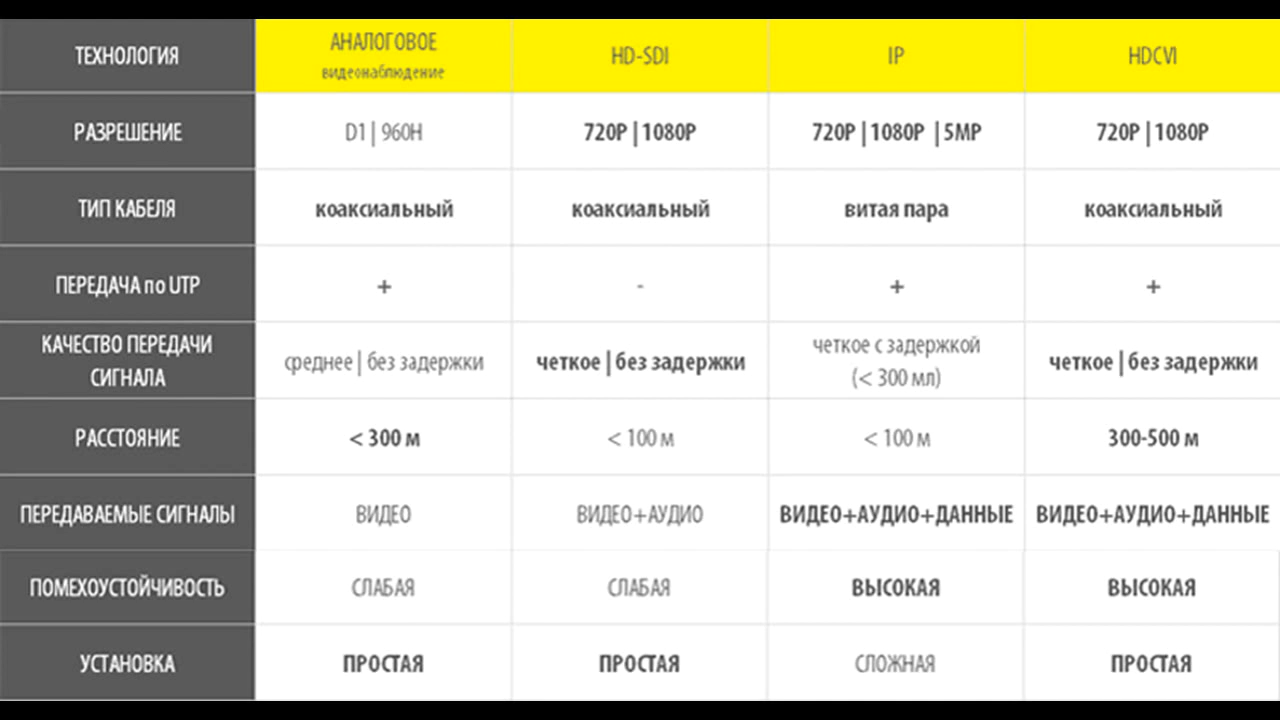 ТЕХНОЛОГИЯ
АНАЛОГОВОЕ
видеонаблюдение
HD-SDI
IP
HDCVI
РАЗРЕШЕНИЕ
D1 | 960H
720P | 1080P
720P | 1080P | 5MP
720P | 1080P
ТИП КАБЕЛЯ
коаксиальный
коаксиальный
витая пара
коаксиальный
ПЕРЕДАЧА по UTP
+
-
+
+
КАЧЕСТВО ПЕРЕДАЧИ
СИГНАЛА
среднее | без задержки
четкое | без задержки
четкое с задержкой
(< 300 мл)
четкое | без задержки
РАССТОЯНИЕ
< 300 м
< 100 м
< 100 м
300-500 м
ПЕРЕДАВАЕМЫЕ СИГНАЛЫ
ВИДЕО
ВИДЕО+АУДИО
ВИДЕО+АУДИО+ДАННЫЕ
ВИДЕО+АУДИО+ДАННЫЕ
ПОМЕХОУСТОЙЧИВОСТЬ
СЛАБАЯ
СЛАБАЯ
ВЫСОКАЯ
ВЫСОКАЯ
УСТАНОВКА
ПРОСТАЯ
ПРОСТАЯ
СЛОЖНАЯ
ПРОСТАЯ